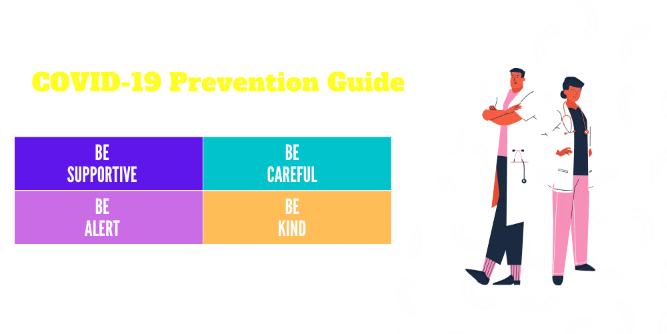 COVID-19 Prevention Guide
BE
SUPPORTIVE
BE
CAREFUL
BE
ALERT
BE
KIND